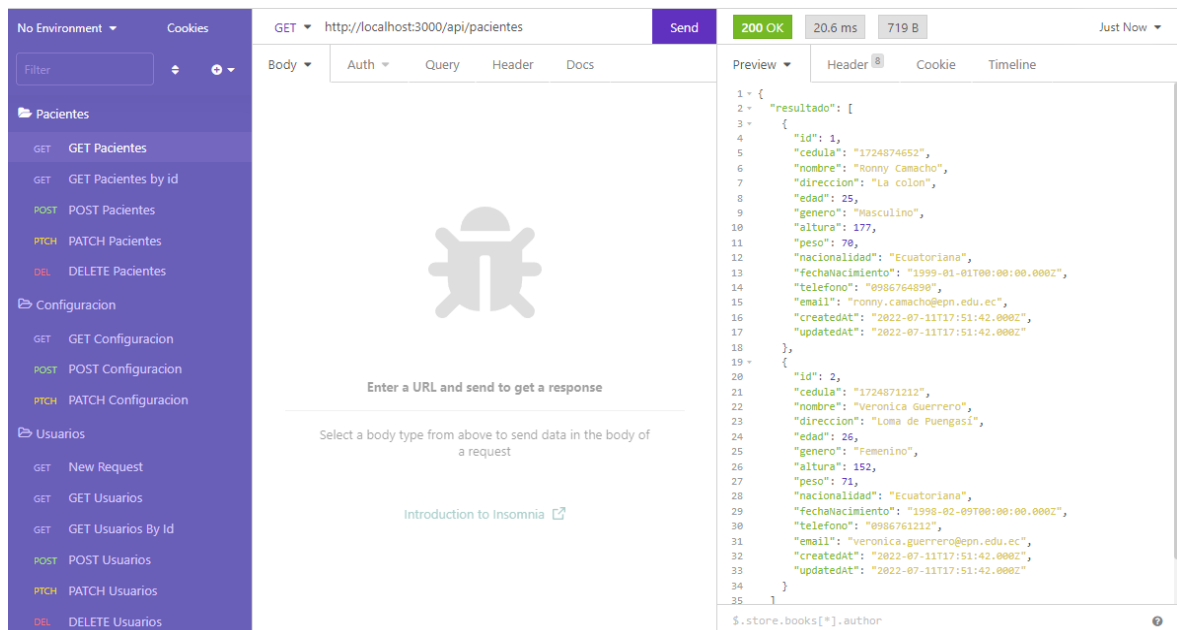 No Environment Cookies
Filter
Pacientes
GET GET Pacientes
GET GET Pacientes by id
POST POST Pacientes
PTCH PATCH Pacientes
DEL DELETE Pacientes
Configuracion
GET GET Configuracion
POST POST Configuracion
PTCH PATCH Configuracion
Usuarios
GET New Request
GET GET Usuarios
GET GET Usuarios By Id
POST POST Usuarios
PTCH PATCH Usuarios
DEL DELETE Usuarios
GET http://localhost:3000/api/pacientes Send
Body Auth Query Header Docs
Enter a URL and send to get a response
Select a body type from above to send data in the body of
a request
Introduction to Insomnia
200 OK 20.6 ms 719 B Just Now
Preview Header 8 Cookie Timeline
1 {
2 "resultado": [
3 {
4 "id": 1,
5 "cedula": "1724874652",
6 "nombre": "Ronny Camacho",
7 "direccion": "La colon",
8 "edad": 25,
9 "genero": "Masculino",
10 "altura": 177,
11 "peso": 70,
12 "nacionalidad": "Ecuatoriana",
13 "fechaNacimiento": "1999-01-01T00:00:00.000Z",
14 "telefono": "0986764890",
15 "email": "ronny.camacho@epn.edu.ec",
16 "createdAt": "2022-07-11T17:51:42.000Z",
17 "updatedAt": "2022-07-11T17:51:42.000Z"
18 },
19 {
20 "id": 2,
21 "cedula": "1724871212",
22 "nombre": "Veronica Guerrero",
23 "direccion": "Loma de Puengasí",
24 "edad": 26,
25 "genero": "Femenino",
26 "altura": 152,
27 "peso": 71,
28 "nacionalidad": "Ecuatoriana",
29 "fechaNacimiento": "1998-02-09T00:00:00.000Z",
30 "telefono": "0986761212",
31 "email": "veronica.guerrero@epn.edu.ec",
32 "createdAt": "2022-07-11T17:51:42.000Z",
33 "updatedAt": "2022-07-11T17:51:42.000Z"
34 }
35 ]
$.store.books[*].author